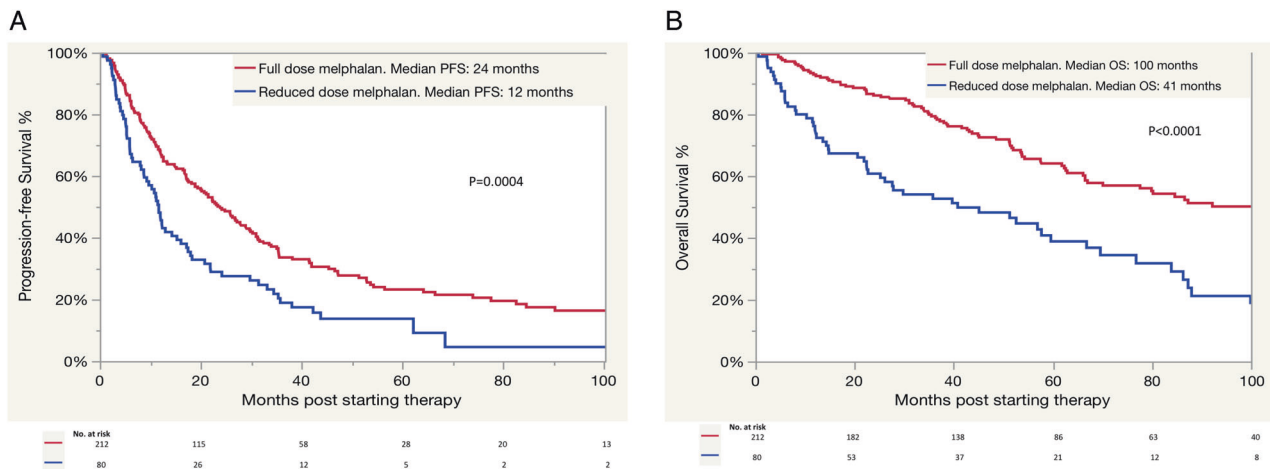 A
B
100%
80%
60%
40%
20%
0%
Progression-free Survival %
Full dose melphalan. Median PFS: 24 months
Reduced dose melphalan. Median PFS: 12 months
P=0.0004
0 20 40 60 80 100
Months post starting therapy
No. at risk
212 115 58 28 20 13
80 26 12 5 2 2
100%
80%
60%
40%
20%
0%
Overall Survival %
Full dose melphalan. Median OS: 100 months
Reduced dose melphalan. Median OS: 41 months
P<0.0001
0 20 40 60 80 100
Months post starting therapy
No. at risk
212 182 138 86 63 40
80 53 37 21 12 8